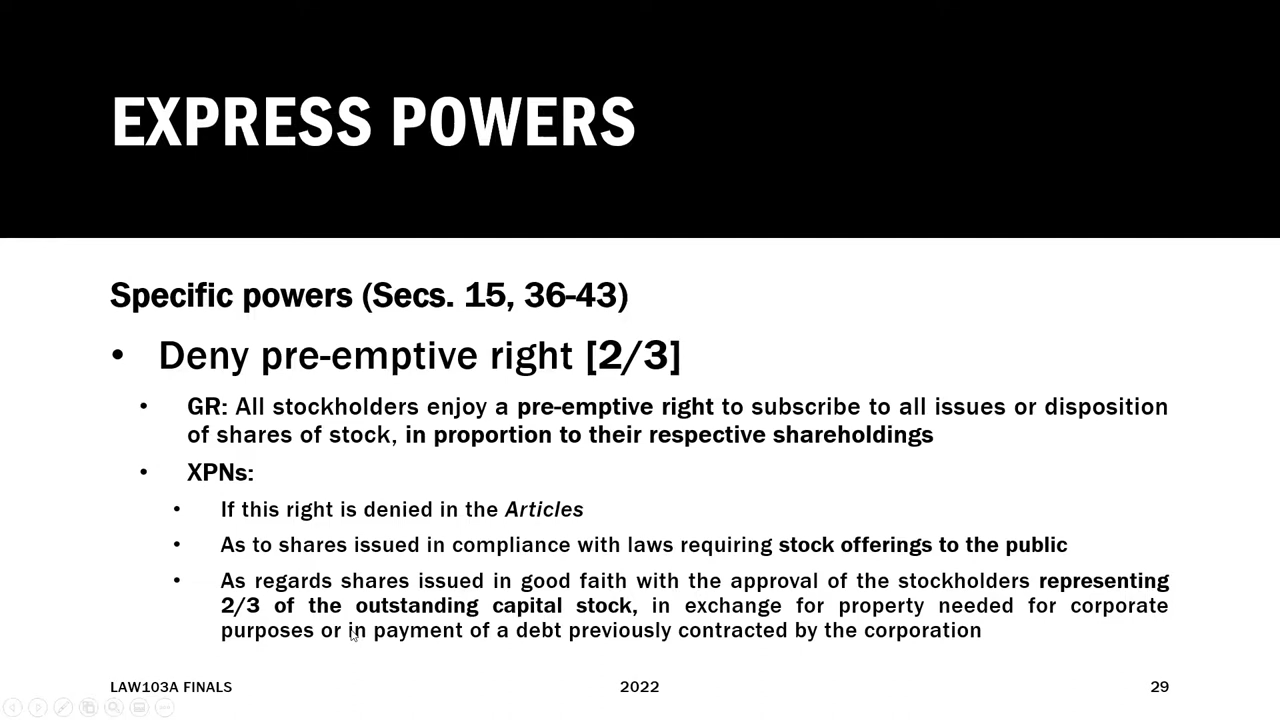 EXPRESS POWERS
Specific powers (Secs. 15, 36-43)
• Deny pre-emptive right [2/3]
• GR: All stockholders enjoy a pre-emptive right to subscribe to all issues or disposition
of shares of stock, in proportion to their respective shareholdings
• XPNs:
• If this right is denied in the Articles
• As to shares issued in compliance with laws requiring stock offerings to the public
• As regards shares issued in good faith with the approval of the stockholders representing
2/3 of the outstanding capital stock, in exchange for property needed for corporate
purposes or in payment of a debt previously contracted by the corporation
LAW103A FINALS 2022 29